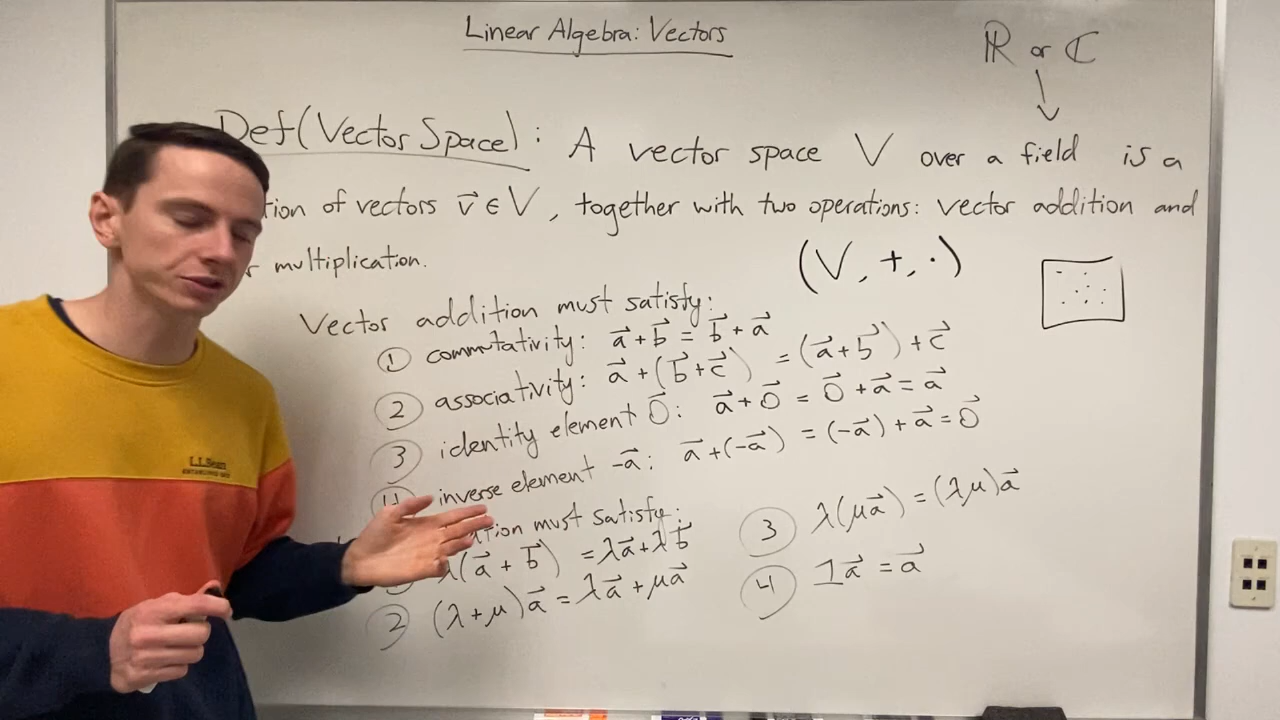 Linear Algebra: Vectors
ℝ or ℂ
Def(Vector Space): A vector space V over a field is a
tion of vectors v⃗ ∈ V, together with two operations: vector addition and
multiplication.
(V, +, ·)
Vector addition must satisfy:
① commutativity: a⃗ + b⃗ = b⃗ + a⃗
② associativity: a⃗ + (b⃗ + c⃗) = (a⃗ + b⃗) + c⃗
③ identity element 0⃗: a⃗ + 0⃗ = 0⃗ + a⃗ = a⃗
④ inverse element -a⃗: a⃗ + (-a⃗) = (-a⃗) + a⃗ = 0⃗
must satisfy:
λ(a⃗ + b⃗) = λa⃗ + λb⃗
② (λ + μ)a⃗ = λa⃗ + μa⃗
③ λ(μa⃗) = (λμ)a⃗
④ 1a⃗ = a⃗
L.L.Bean